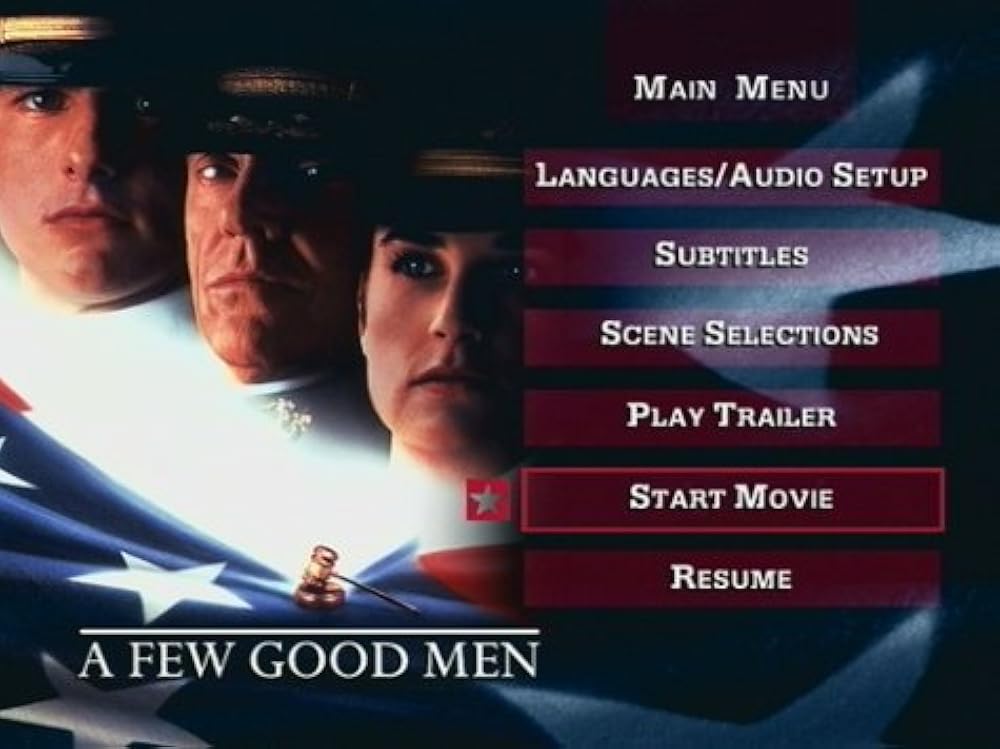 Main Menu
Languages/Audio Setup
Subtitles
Scene Selections
Play Trailer
Start Movie
Resume
A FEW GOOD MEN